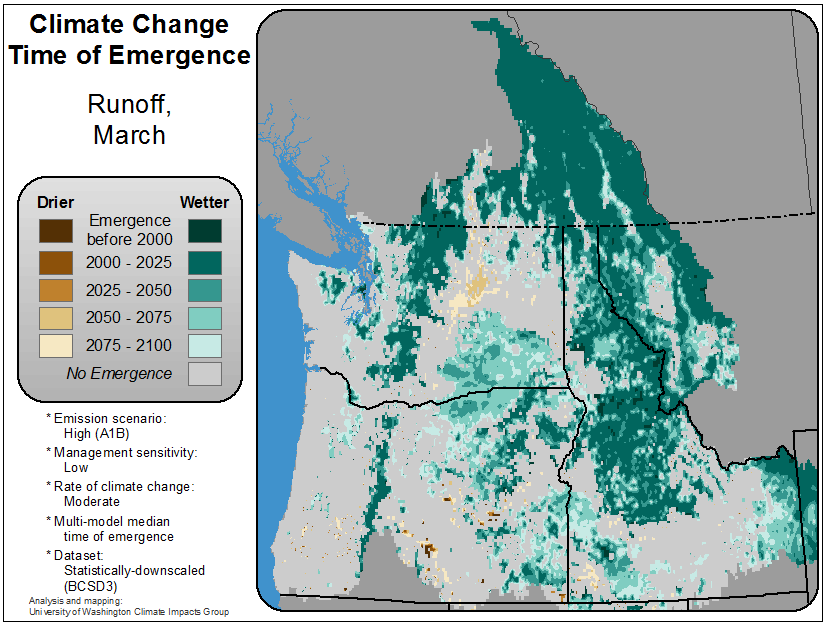 Climate Change
Time of Emergence
Runoff,
March
Drier Wetter
Emergence
before 2000
2000 - 2025
2025 - 2050
2050 - 2075
2075 - 2100
No Emergence
* Emission scenario:
High (A1B)
* Management sensitivity:
Low
* Rate of climate change:
Moderate
* Multi-model median
time of emergence
* Dataset:
Statistically-downscaled
(BCSD3)
Analysis and mapping:
University of Washington Climate Impacts Group